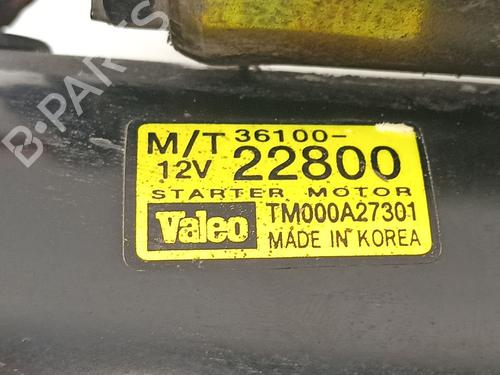 B-PARTS
M/T 36100-
12V 22800
STARTER MOTOR
Valeo TM000A27301
MADE IN KOREA